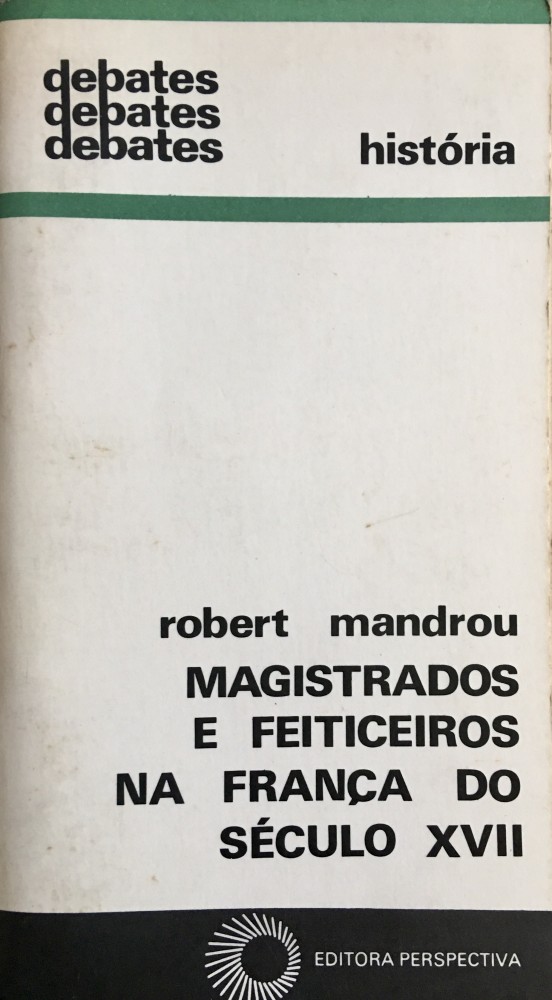 debates
debates
debates
história
robert mandrou
MAGISTRADOS
E FEITICEIROS
NA FRANÇA DO
SÉCULO XVII
EDITORA PERSPECTIVA